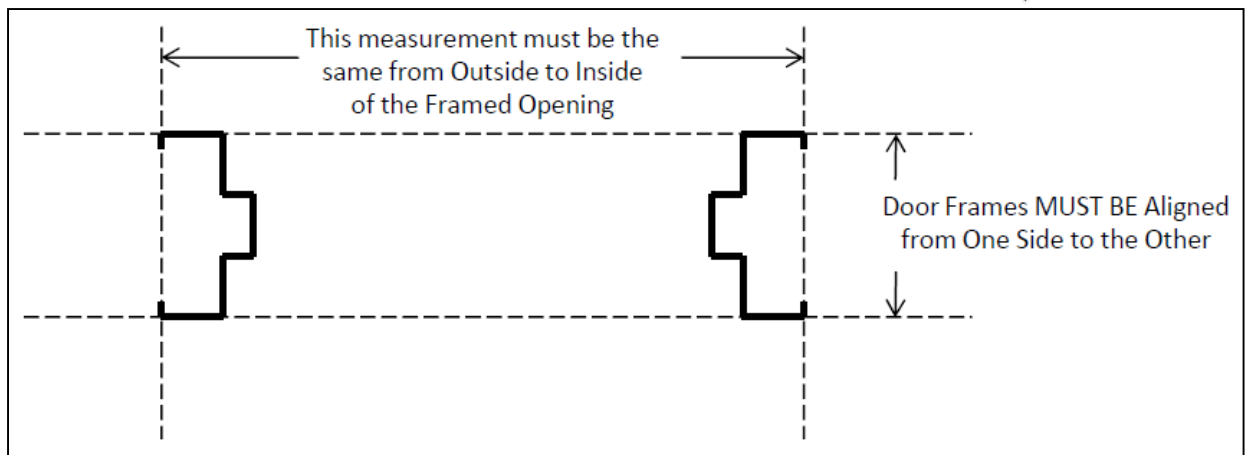 This measurement must be the
same from Outside to Inside
of the Framed Opening
Door Frames MUST BE Aligned
from One Side to the Other